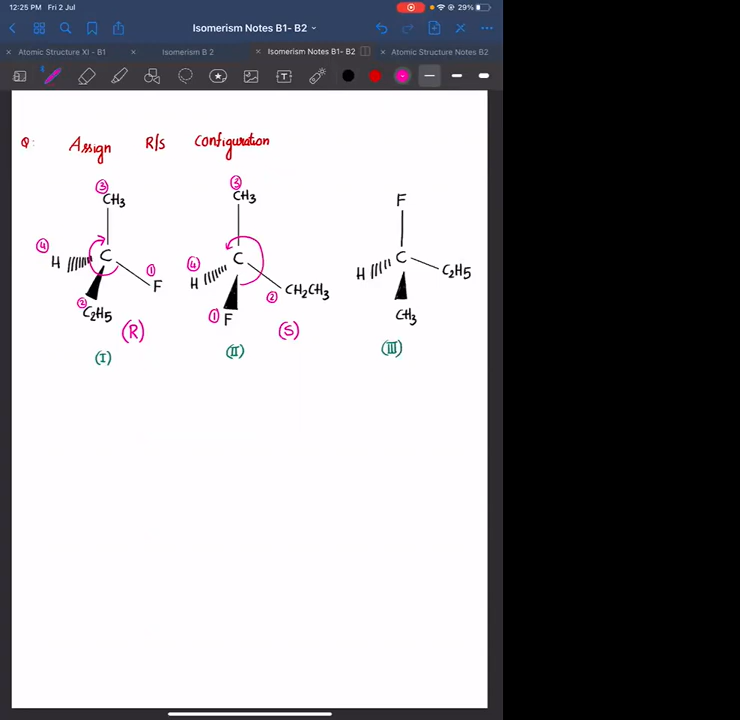 12:25 PM Fri 2 Jul
29%
Isomerism Notes B1- B2
Atomic Structure XI - B1
Isomerism B 2
Isomerism Notes B1- B2
Atomic Structure Notes B2
Q: Assign R/S Configuration
③ CH3
④ H C ① F
② C2H5
(R)
(I)
③ CH3
④ H C ② CH2CH3
① F
(S)
(II)
F
H C C2H5
CH3
(III)